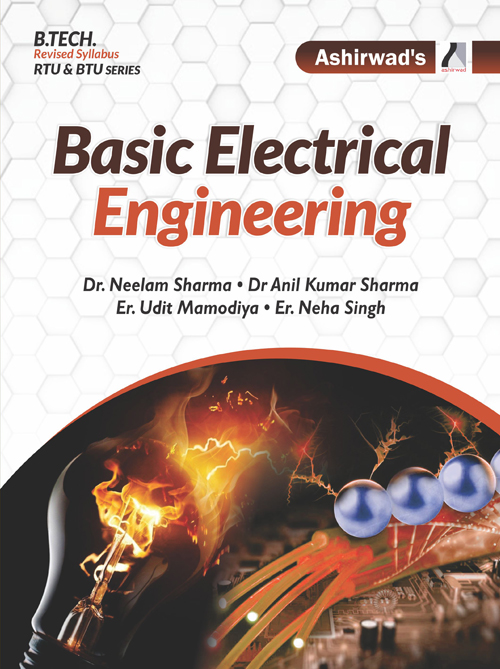 B.TECH.
Revised Syllabus
RTU & BTU SERIES
Ashirwad's
ashirwad
Basic Electrical
Engineering
Dr. Neelam Sharma • Dr Anil Kumar Sharma
Er. Udit Mamodiya • Er. Neha Singh